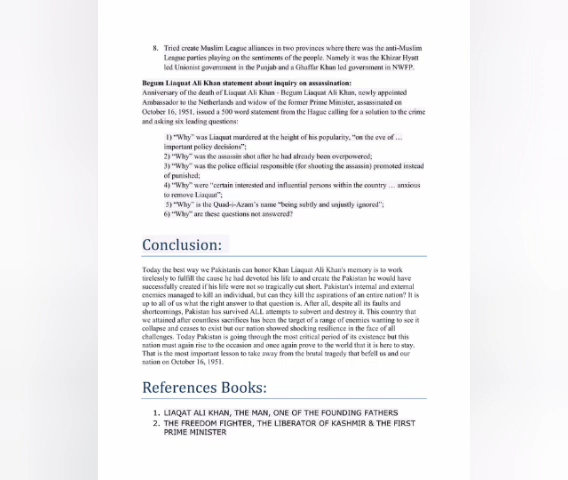 8. Tried create Muslim League alliances in two provinces where there was the anti-Muslim
League parties playing on the sentiments of the people. Namely it was the Khizar Hyatt
led Unionist government in the Punjab and a Ghaffar Khan led government in NWFP.
Begum Liaquat Ali Khan statement about inquiry on assassination:
Anniversary of the death of Liaquat Ali Khan - Begum Liaquat Ali Khan, newly appointed
Ambassador to the Netherlands and widow of the former Prime Minister, assassinated on
October 16, 1951, issued a 500 word statement from the Hague calling for a solution to the crime
and asking six leading questions:
1) "Why" was Liaquat murdered at the height of his popularity, "on the eve of ...
important policy decisions";
2) "Why" was the assassin shot after he had already been overpowered;
3) "Why" was the police official responsible (for shooting the assassin) promoted instead
of punished;
4) "Why" were "certain interested and influential persons within the country ... anxious
to remove Liaquat";
5) "Why" is the Quad-i-Azam's name "being subtly and unjustly ignored";
6) "Why" are these questions not answered?
Conclusion:
Today the best way we Pakistanis can honor Khan Liaquat Ali Khan's memory is to work
tirelessly to fulfill the cause he had devoted his life to and create the Pakistan he would have
successfully created if his life were not so tragically cut short. Pakistan's internal and external
enemies managed to kill an individual, but can they kill the aspirations of an entire nation? It is
up to all of us what the right answer to that question is. After all, despite all its faults and
shortcomings, Pakistan has survived ALL attempts to subvert and destroy it. This country that
we attained after countless sacrifices has been the target of a range of enemies wanting to see it
collapse and ceases to exist but our nation showed shocking resilience in the face of all
challenges. Today Pakistan is going through the most critical period of its existence but this
nation must again rise to the occasion and once again prove to the world that it is here to stay.
That is the most important lesson to take away from the brutal tragedy that befell us and our
nation on October 16, 1951.
References Books:
1. LIAQAT ALI KHAN, THE MAN, ONE OF THE FOUNDING FATHERS
2. THE FREEDOM FIGHTER, THE LIBERATOR OF KASHMIR & THE FIRST
PRIME MINISTER